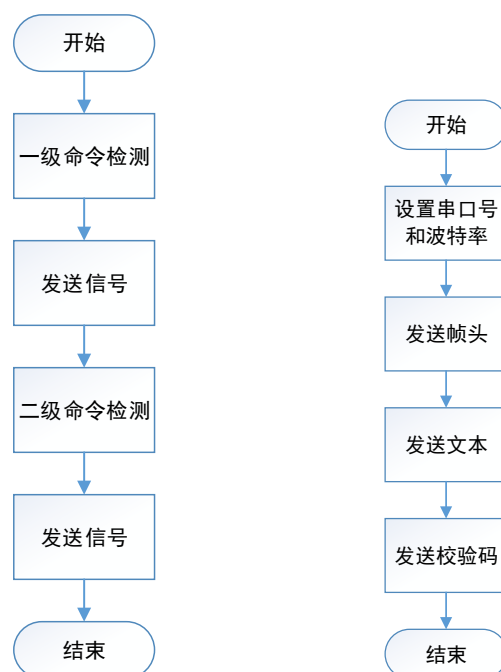 开始
一级命令检测
发送信号
二级命令检测
发送信号
结束
开始
设置串口号
和波特率
发送帧头
发送文本
发送校验码
结束